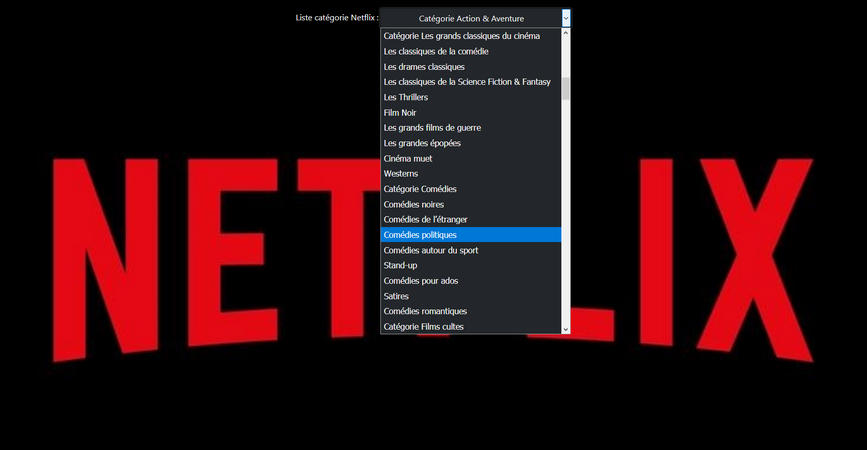 Liste catégorie Netflix :
Catégorie Action & Aventure
Catégorie Les grands classiques du cinéma
Les classiques de la comédie
Les drames classiques
Les classiques de la Science Fiction & Fantasy
Les Thrillers
Film Noir
Les grands films de guerre
Les grandes épopées
Cinéma muet
Westerns
Catégorie Comédies
Comédies noires
Comédies de l'étranger
Comédies politiques
Comédies autour du sport
Stand-up
Comédies pour ados
Satires
Comédies romantiques
Catégorie Films cultes
NETFLIX